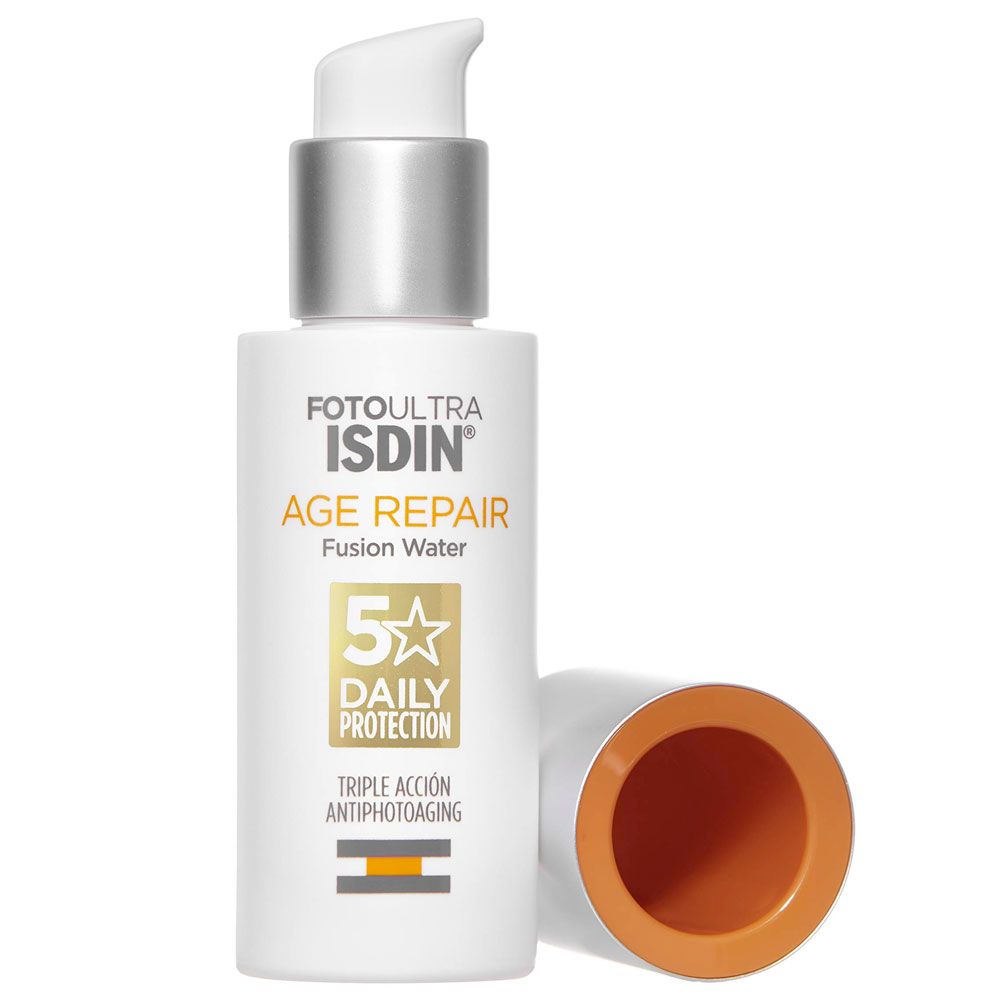 FOTOULTRA
ISDIN®
AGE REPAIR
Fusion Water
5☆
DAILY
PROTECTION
TRIPLE ACCIÓN
ANTIPHOTOAGING